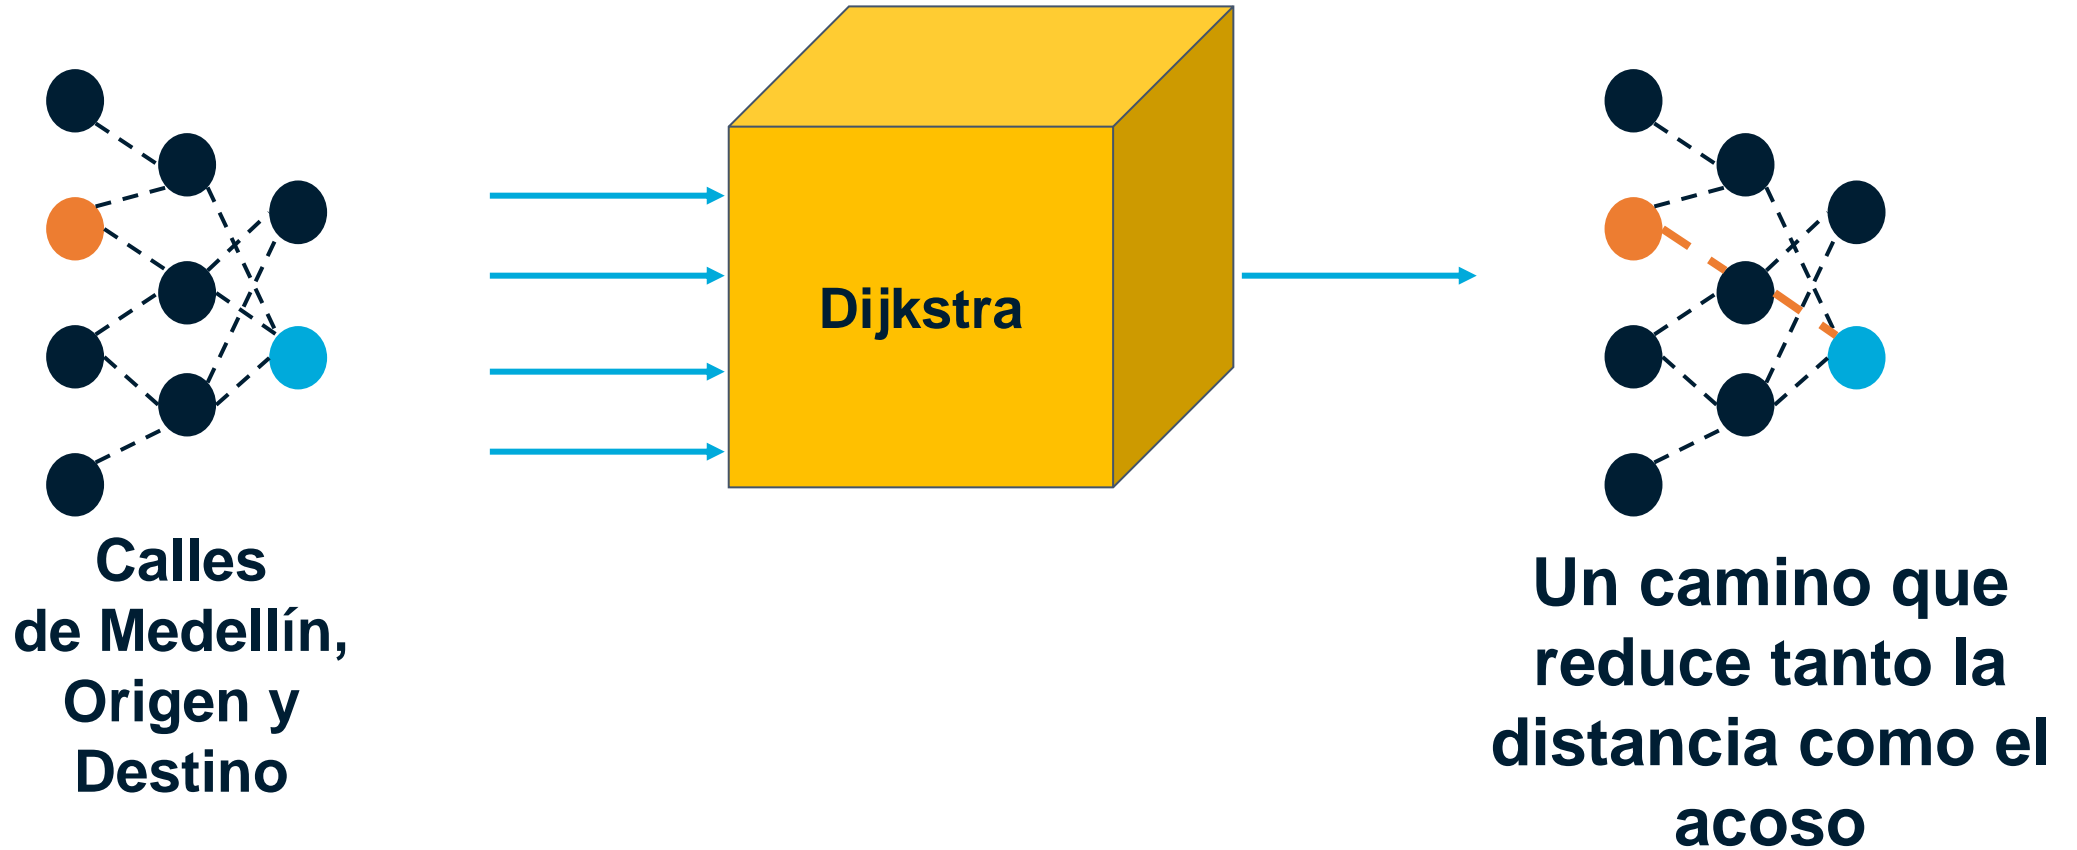 Calles
de Medellín,
Origen y
Destino
Dijkstra
Un camino que
reduce tanto la
distancia como el
acoso